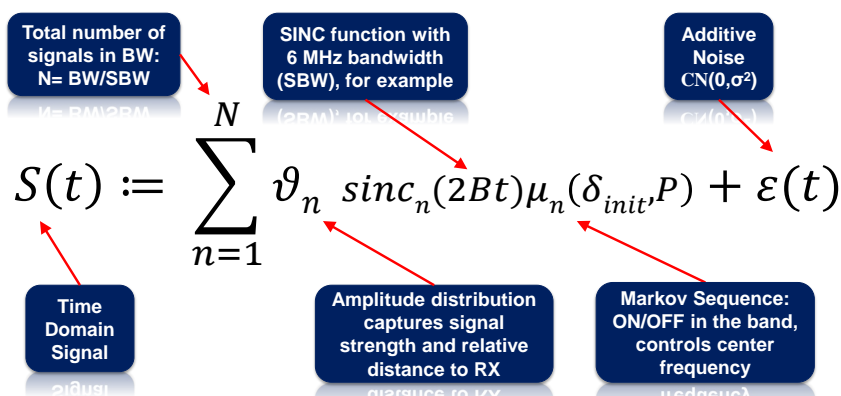 Total number of
signals in BW:
N= BW/SBW
SINC function with
6 MHz bandwidth
(SBW), for example
Additive
Noise
CN(0,σ²)
S(t) ≔ ∑ₙ₌₁ᴺ ϑₙ sincₙ(2Bt)μₙ(δᵢₙᵢₜ,P) + ε(t)
Time
Domain
Signal
Amplitude distribution
captures signal
strength and relative
distance to RX
Markov Sequence:
ON/OFF in the band,
controls center
frequency